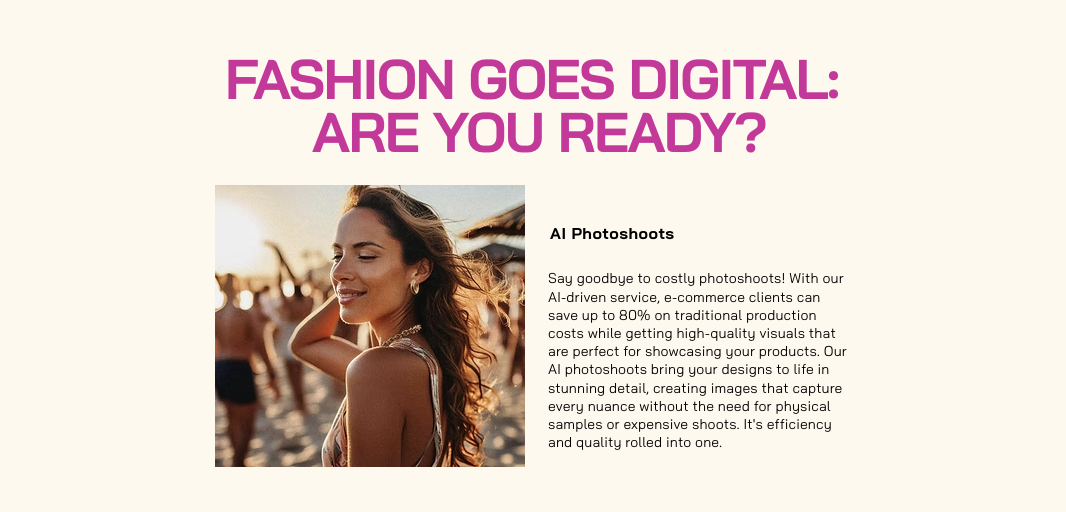 FASHION GOES DIGITAL:
ARE YOU READY?
AI Photoshoots
Say goodbye to costly photoshoots! With our
AI-driven service, e-commerce clients can
save up to 80% on traditional production
costs while getting high-quality visuals that
are perfect for showcasing your products. Our
AI photoshoots bring your designs to life in
stunning detail, creating images that capture
every nuance without the need for physical
samples or expensive shoots. It's efficiency
and quality rolled into one.